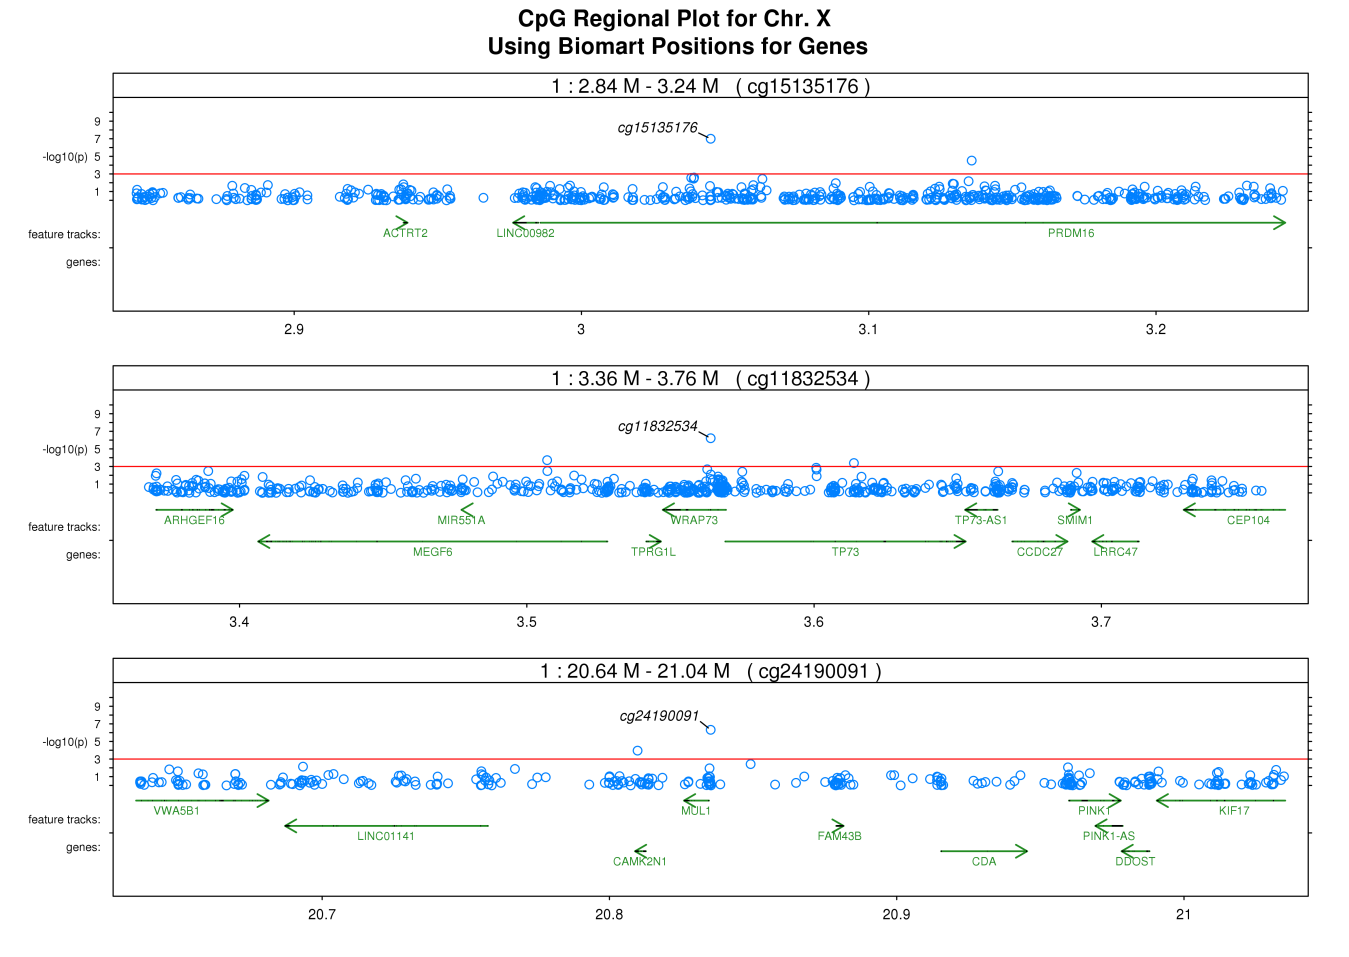 CpG Regional Plot for Chr. X
Using Biomart Positions for Genes
1 : 2.84 M - 3.24 M ( cg15135176 )
9
cg15135176
7
-log10(p) 5
3
1
ACTRT2 LINC00982 PRDM16
feature tracks:
genes:
2.9 3 3.1 3.2
1 : 3.36 M - 3.76 M ( cg11832534 )
9
cg11832534
7
-log10(p) 5
3
1
ARHGEF16 MIR551A WRAP73 TP73-AS1 SMIM1 CEP104
feature tracks:
MEGF6 TPRG1L TP73 CCDC27 LRRC47
genes:
3.4 3.5 3.6 3.7
1 : 20.64 M - 21.04 M ( cg24190091 )
9
cg24190091
7
-log10(p) 5
3
1
VWA5B1 MUL1 PINK1 KIF17
feature tracks:
LINC01141 FAM43B PINK1-AS
genes:
CAMK2N1 CDA DDOST
20.7 20.8 20.9 21